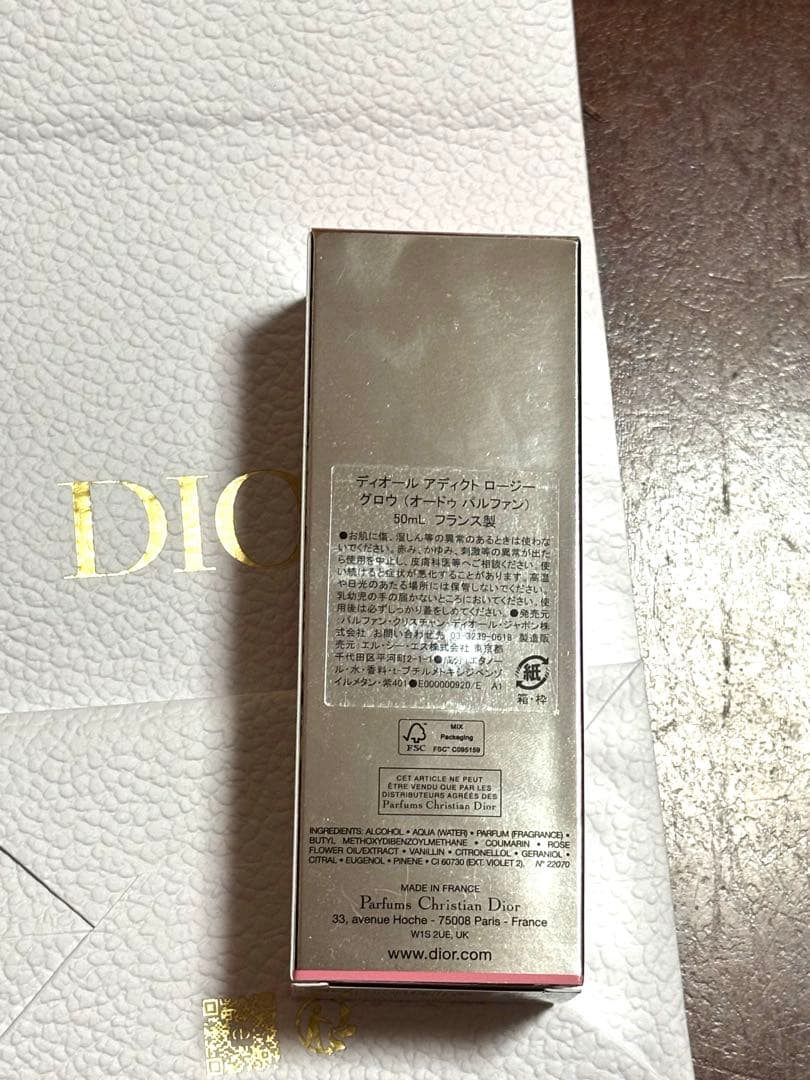 DIO
ディオール アディクト ロージー
グロウ (オードゥ パルファン)
50mL フランス製
●お肌に傷、湿しん等の異常のあるときは使わな
いでください。赤み、かゆみ、刺激等の異常が出た
ら使用を中止し、皮膚科医等へご相談ください。使
い続けると症状が悪化することがあります。高温
や日光のあたる場所には保管しないでください。
乳幼児の手の届かないところにおいてください。使
用後は必ずしっかり蓋をしめてください。●発売元
:パルファン・クリスチャン・ディオール・ジャポン株
式会社 お問い合わせ先 03-3239-0618 製造販
売元 エル・シー・エス株式会社 東京都
千代田区平河町2-1-1●成分:エタノー
ル・水・香料・t-ブチルメトキシジベンゾ
イルメタン・紫401●E000000920/E A1
紙
箱・枠
FSC
MIX
Packaging
FSC™ C095159
CET ARTICLE NE PEUT
ÊTRE VENDU QUE PAR LES
DISTRIBUTEURS AGRÉÉS DES
Parfums Christian Dior
INGREDIENTS: ALCOHOL • AQUA (WATER) • PARFUM (FRAGRANCE) •
BUTYL METHOXYDIBENZOYLMETHANE • COUMARIN • ROSE
FLOWER OIL/EXTRACT • VANILLIN • CITRONELLOL • GERANIOL •
CITRAL • EUGENOL • PINENE • CI 60730 (EXT. VIOLET 2). N° 22070
MADE IN FRANCE
Parfums Christian Dior
33, avenue Hoche - 75008 Paris - France
W1S 2UE, UK
www.dior.com